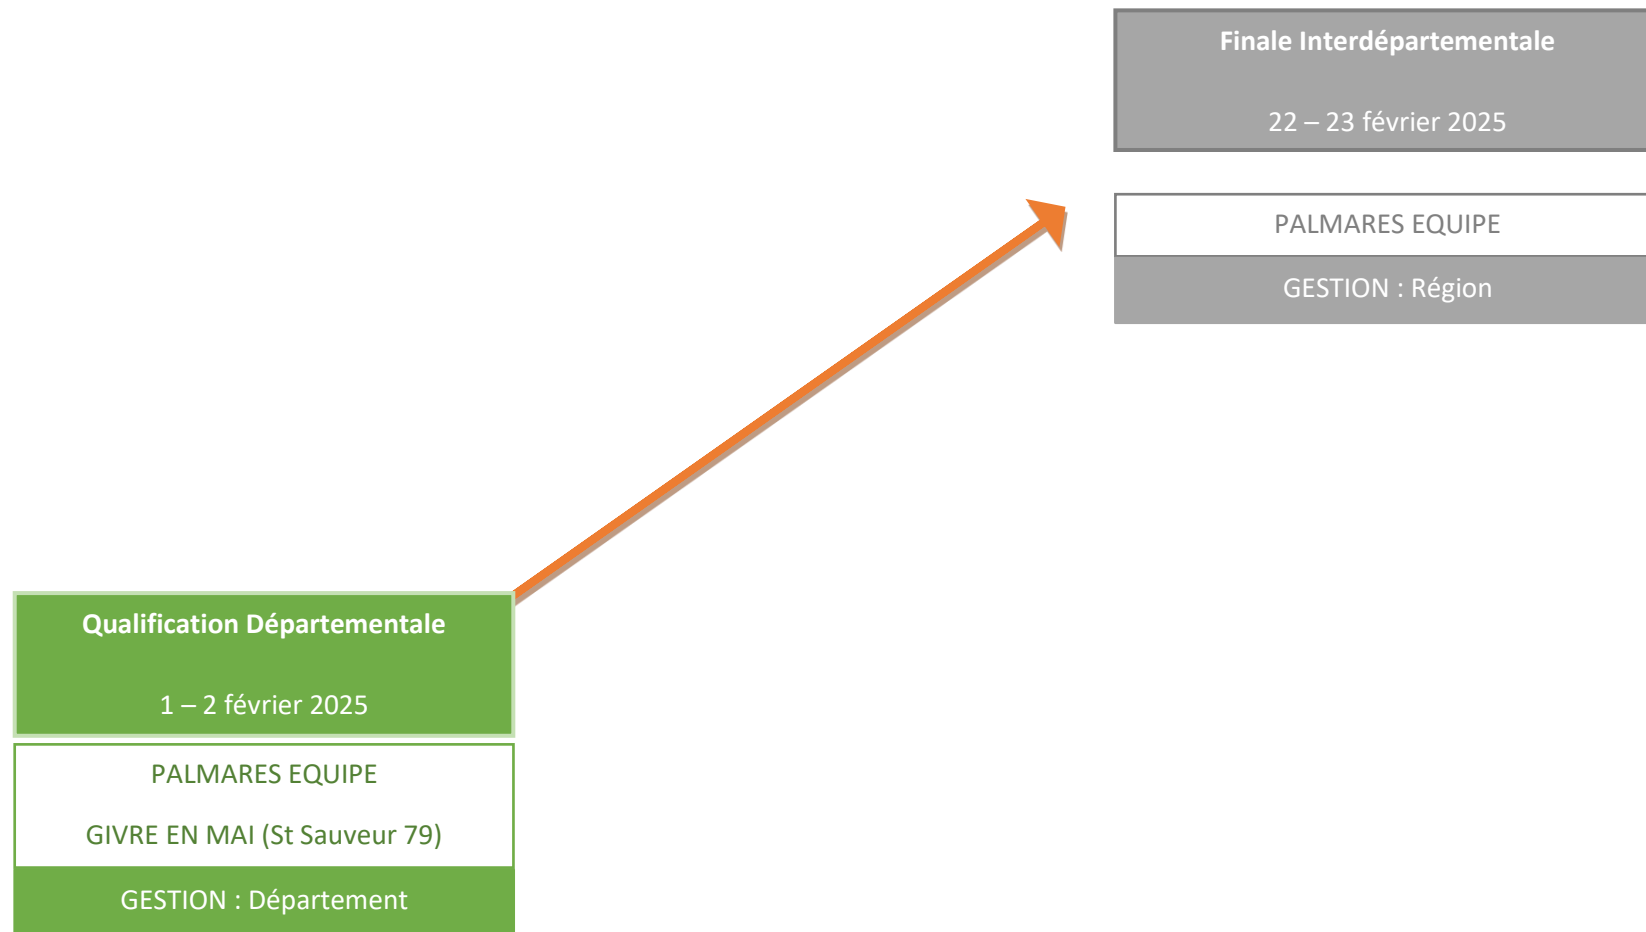 Finale Interdépartementale
22 – 23 février 2025
PALMARES EQUIPE
GESTION : Région
Qualification Départementale
1 – 2 février 2025
PALMARES EQUIPE
GIVRE EN MAI (St Sauveur 79)
GESTION : Département